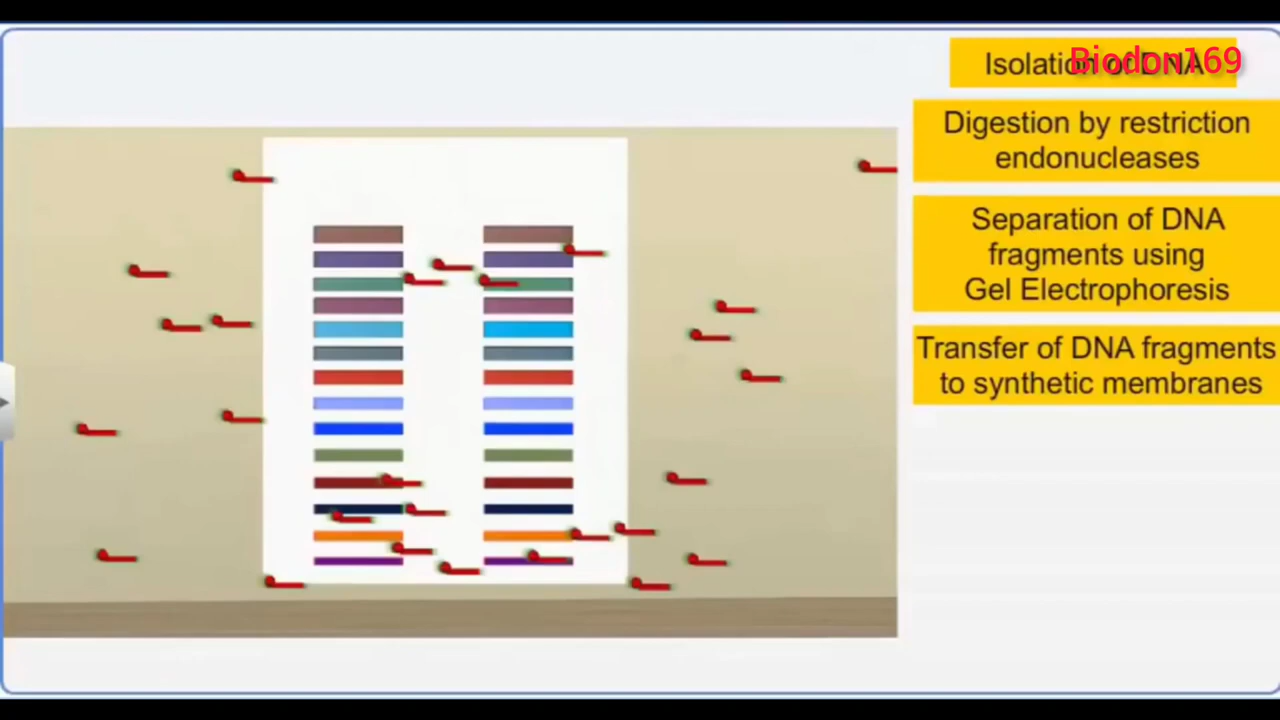 Isolation of DNA
Biodon169
Digestion by restriction
endonucleases
Separation of DNA
fragments using
Gel Electrophoresis
Transfer of DNA fragments
to synthetic membranes